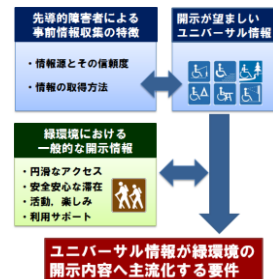 先導的障害者による
事前情報収集の特徴
・情報源とその信頼度
・情報の取得方法
開示が望ましい
ユニバーサル情報
緑環境における
一般的な開示情報
・円滑なアクセス
・安全安心な滞在
・活動、楽しみ
・利用サポート
ユニバーサル情報が緑環境の
開示内容へ主流化する要件